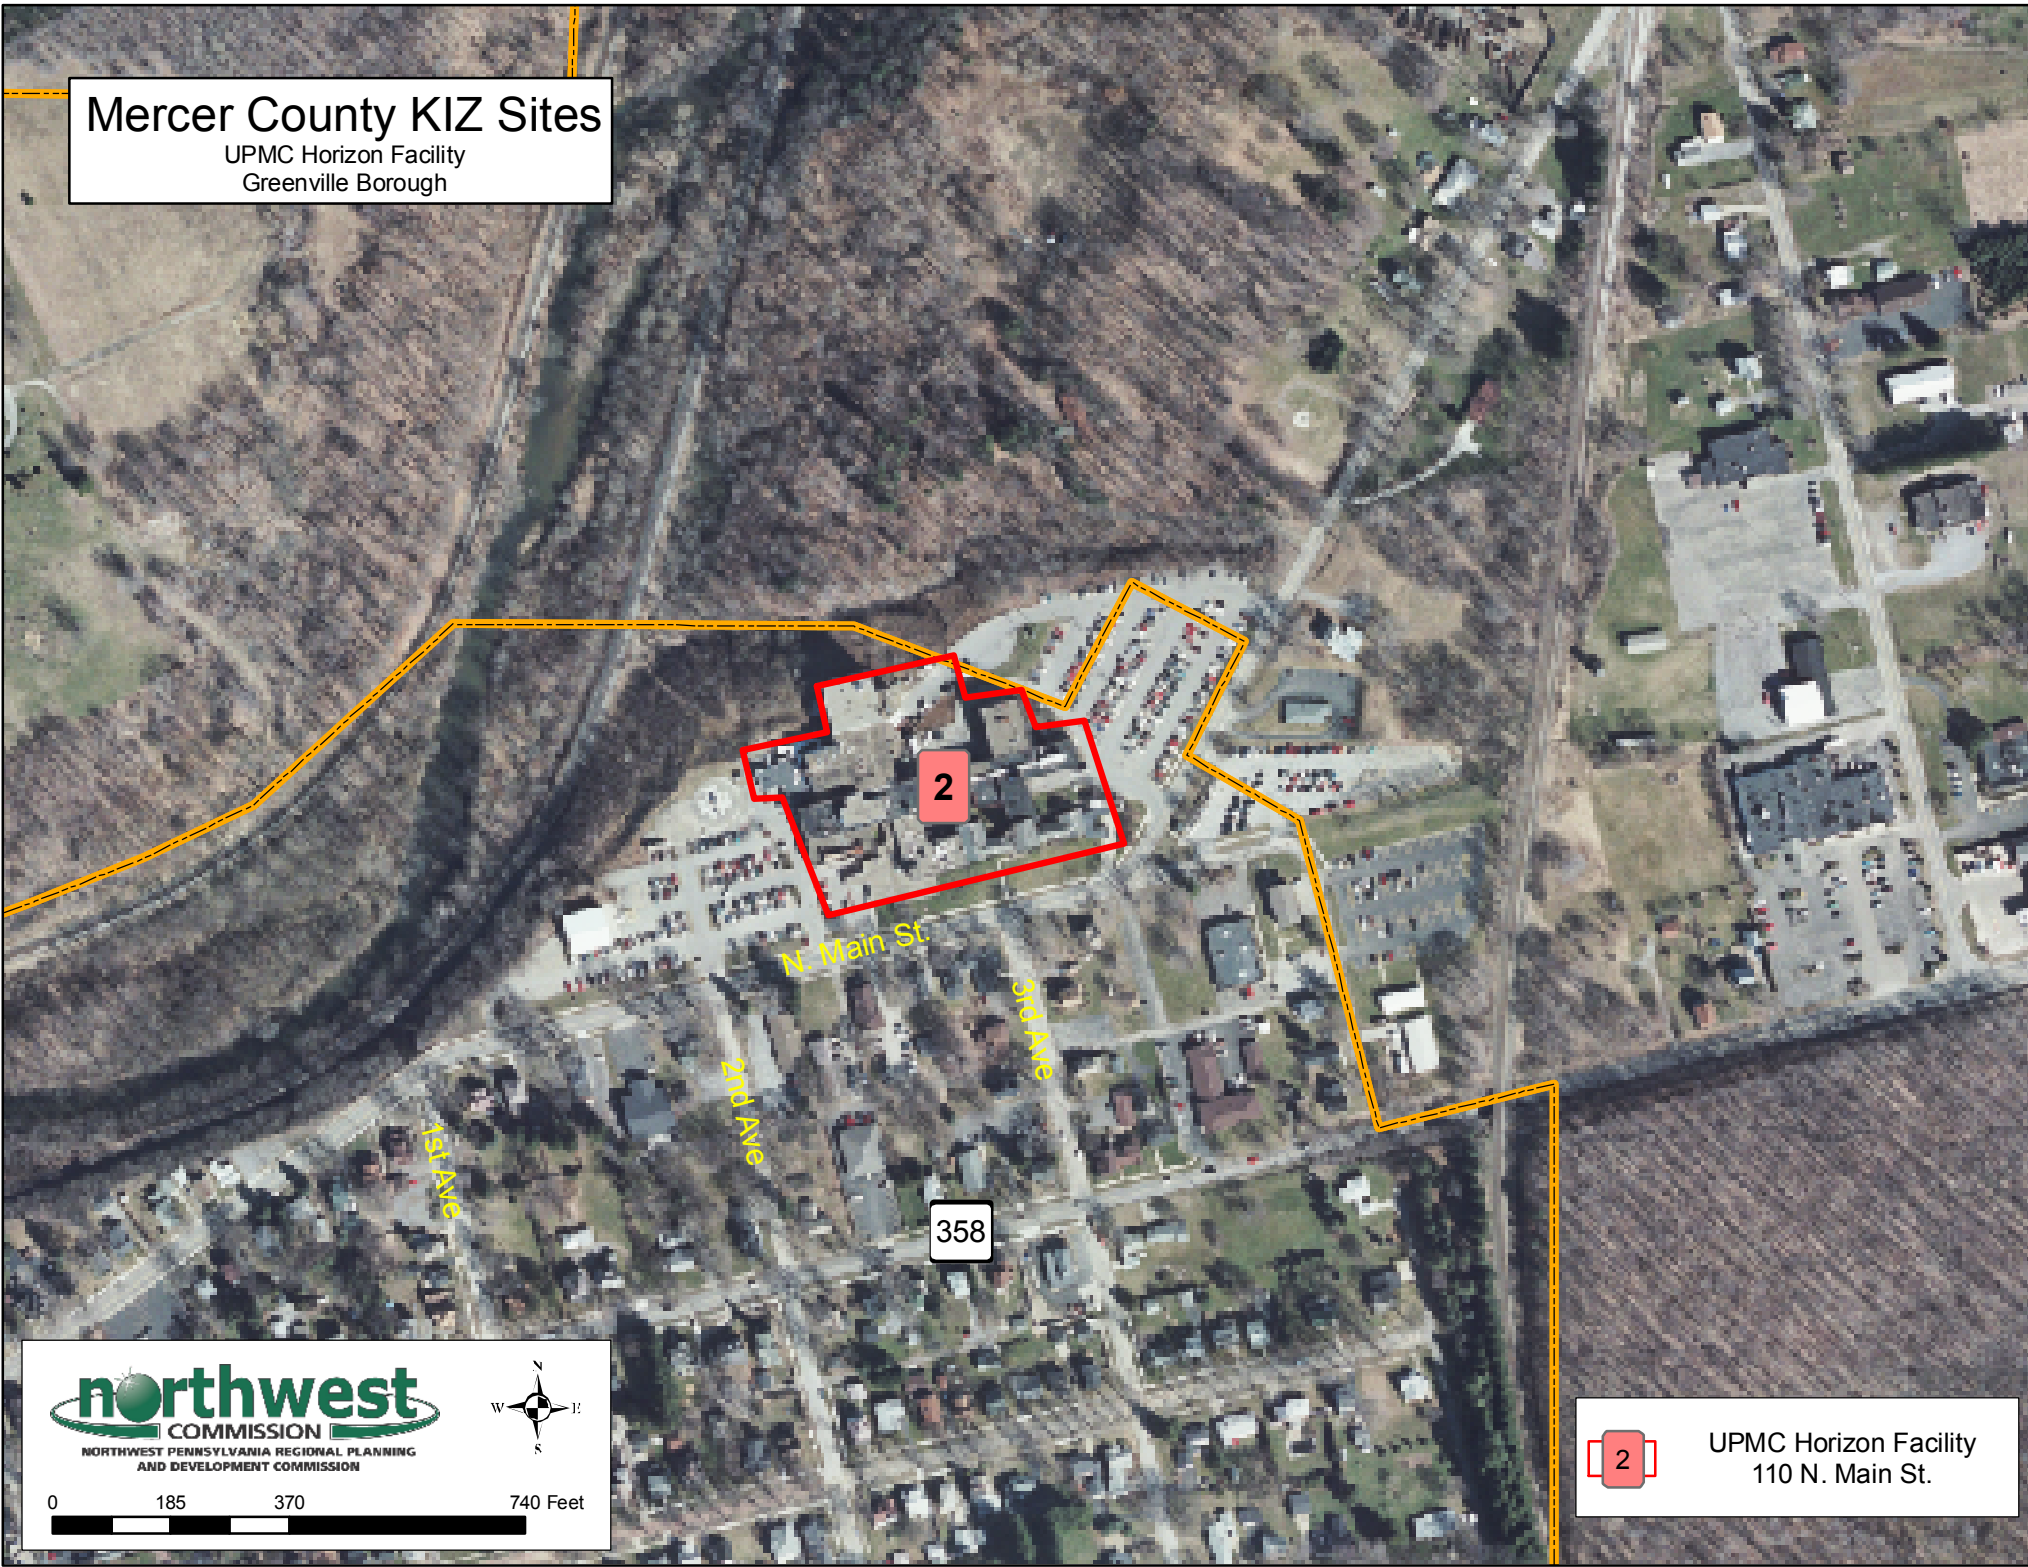 Mercer County KIZ Sites
UPMC Horizon Facility
Greenville Borough
2
N. Main St.
3rd Ave
2nd Ave
1st Ave
358
northwest
COMMISSION
NORTHWEST PENNSYLVANIA REGIONAL PLANNING
AND DEVELOPMENT COMMISSION
N
W E
S
0 185 370 740 Feet
2
UPMC Horizon Facility
110 N. Main St.